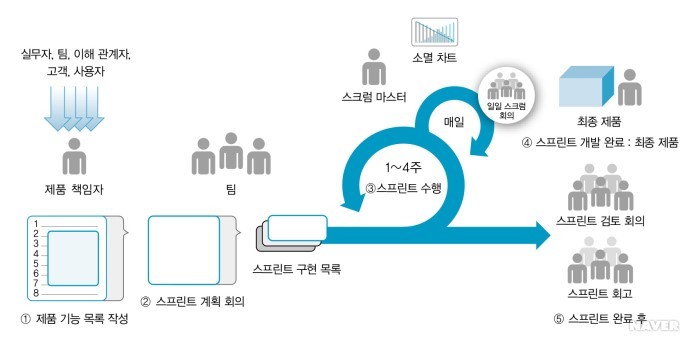 실무자, 팀, 이해 관계자,
고객, 사용자
제품 책임자
1
2
3
4
5
6
7
8
① 제품 기능 목록 작성
팀
② 스프린트 계획 회의
스프린트 구현 목록
스크럼 마스터
소멸 차트
매일
일일 스크럼
회의
1~4주
③스프린트 수행
최종 제품
④ 스프린트 개발 완료 : 최종 제품
스프린트 검토 회의
스프린트 회고
⑤ 스프린트 완료 후
NAVER